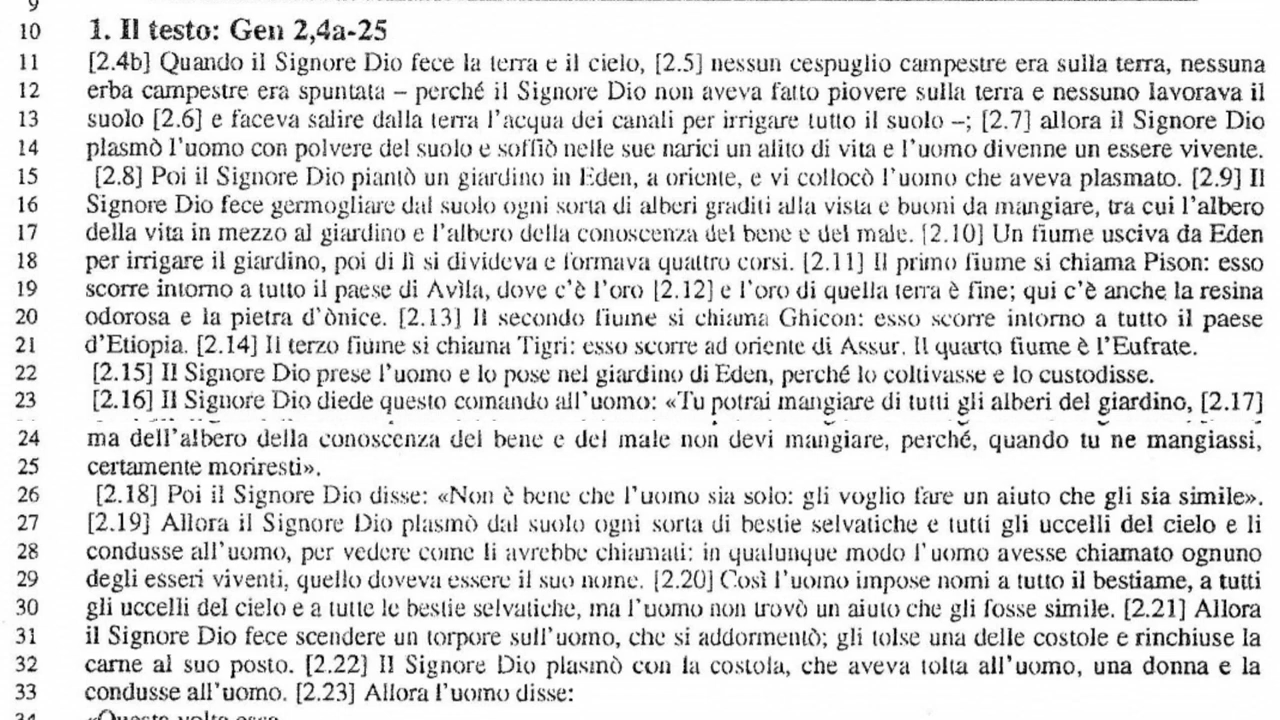 9
10 1. Il testo: Gen 2,4a-25
11 [2.4b] Quando il Signore Dio fece la terra e il cielo, [2.5] nessun cespuglio campestre era sulla terra, nessuna
12 erba campestre era spuntata – perché il Signore Dio non aveva fatto piovere sulla terra e nessuno lavorava il
13 suolo [2.6] e faceva salire dalla terra l'acqua dei canali per irrigare tutto il suolo –; [2.7] allora il Signore Dio
14 plasmò l'uomo con polvere del suolo e soffiò nelle sue narici un alito di vita e l'uomo divenne un essere vivente.
15 [2.8] Poi il Signore Dio piantò un giardino in Eden, a oriente, e vi collocò l'uomo che aveva plasmato. [2.9] Il
16 Signore Dio fece germogliare dal suolo ogni sorta di alberi graditi alla vista e buoni da mangiare, tra cui l'albero
17 della vita in mezzo al giardino e l'albero della conoscenza del bene e del male. [2.10] Un fiume usciva da Eden
18 per irrigare il giardino, poi di lì si divideva e formava quattro corsi. [2.11] Il primo fiume si chiama Pison: esso
19 scorre intorno a tutto il paese di Avìla, dove c'è l'oro [2.12] e l'oro di quella terra è fine; qui c'è anche la resina
20 odorosa e la pietra d'ònice. [2.13] Il secondo fiume si chiama Ghicon: esso scorre intorno a tutto il paese
21 d'Etiopia. [2.14] Il terzo fiume si chiama Tigri: esso scorre ad oriente di Assur. Il quarto fiume è l'Eufrate.
22 [2.15] Il Signore Dio prese l'uomo e lo pose nel giardino di Eden, perché lo coltivasse e lo custodisse.
23 [2.16] Il Signore Dio diede questo comando all'uomo: «Tu potrai mangiare di tutti gli alberi del giardino, [2.17]
24 ma dell'albero della conoscenza del bene e del male non devi mangiare, perché, quando tu ne mangiassi,
25 certamente moriresti».
26 [2.18] Poi il Signore Dio disse: «Non è bene che l'uomo sia solo: gli voglio fare un aiuto che gli sia simile».
27 [2.19] Allora il Signore Dio plasmò dal suolo ogni sorta di bestie selvatiche e tutti gli uccelli del cielo e li
28 condusse all'uomo, per vedere come li avrebbe chiamati: in qualunque modo l'uomo avesse chiamato ognuno
29 degli esseri viventi, quello doveva essere il suo nome. [2.20] Così l'uomo impose nomi a tutto il bestiame, a tutti
30 gli uccelli del cielo e a tutte le bestie selvatiche, ma l'uomo non trovò un aiuto che gli fosse simile. [2.21] Allora
31 il Signore Dio fece scendere un torpore sull'uomo, che si addormentò; gli tolse una delle costole e rinchiuse la
32 carne al suo posto. [2.22] Il Signore Dio plasmò con la costola, che aveva tolta all'uomo, una donna e la
33 condusse all'uomo. [2.23] Allora l'uomo disse:
34 «Questa volta essa